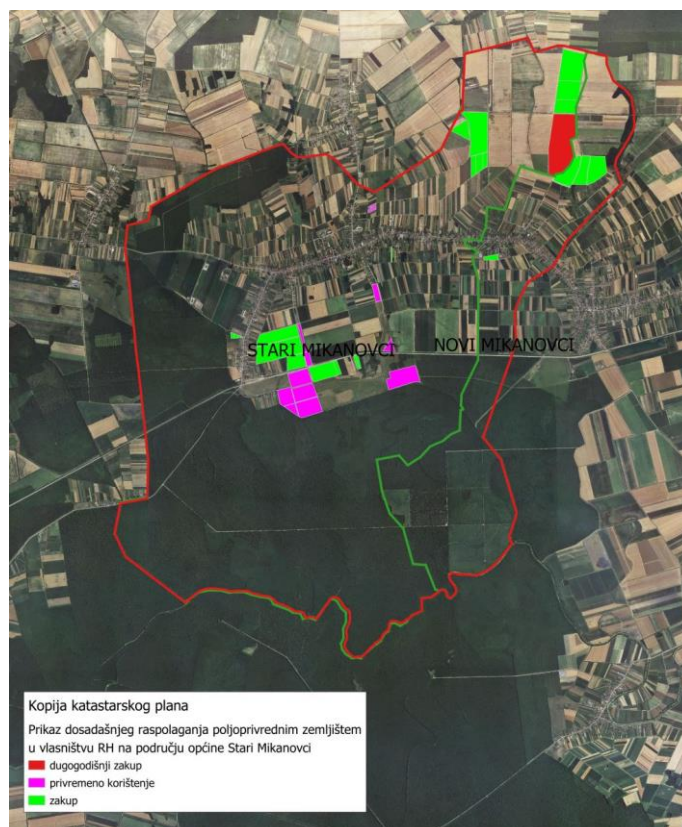 STARI MIKANOVCI
NOVI MIKANOVCI
Kopija katastarskog plana
Prikaz dosadašnjeg raspolaganja poljoprivrednim zemljištem
u vlasništvu RH na području općine Stari Mikanovci
dugogodišnji zakup
privremeno korištenje
zakup